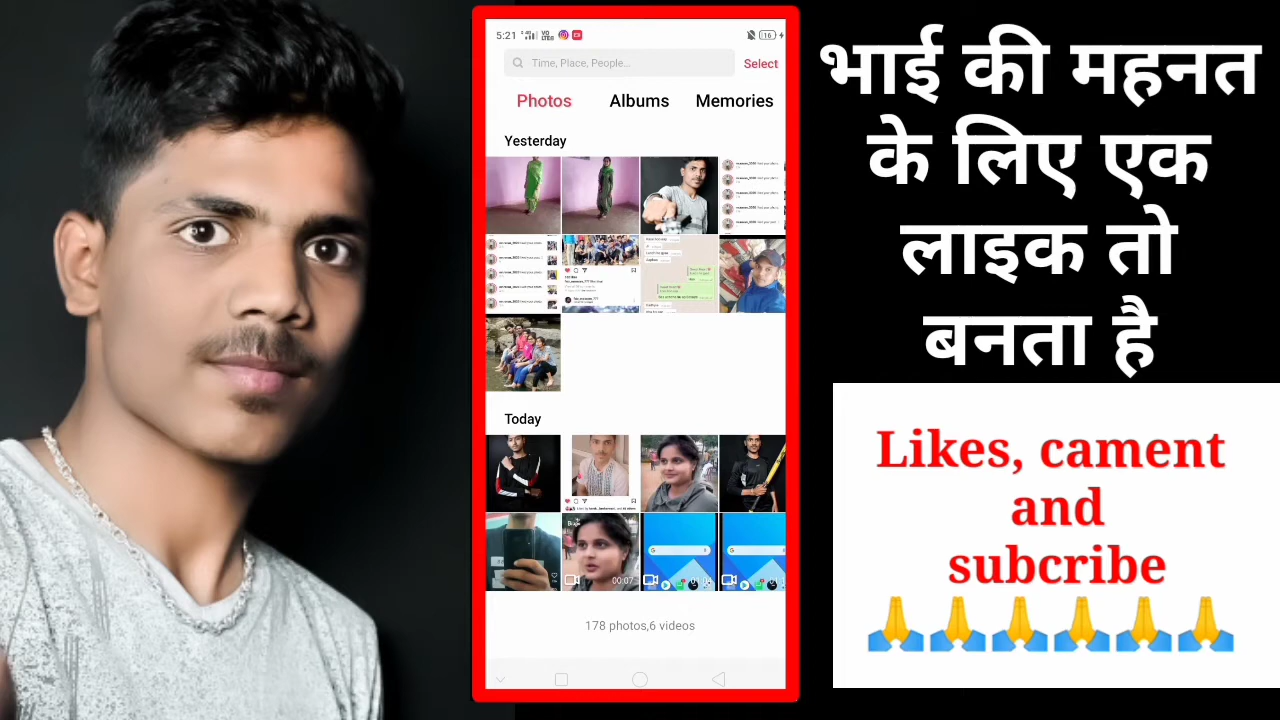 5:21
16
Time, Place, People...
Select
Photos
Albums
Memories
Yesterday
Today
00:07
178 photos,6 videos
भाई की महनत
के लिए एक
लाइक तो
बनता है
Likes, cament
and
subcribe